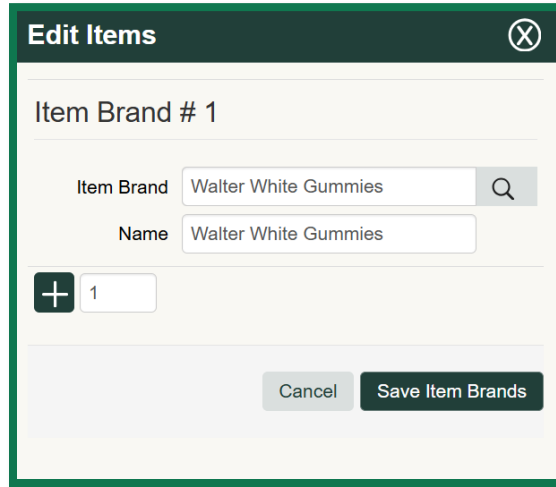 Edit Items
Item Brand # 1
Item Brand Walter White Gummies
Name Walter White Gummies
1
Cancel Save Item Brands